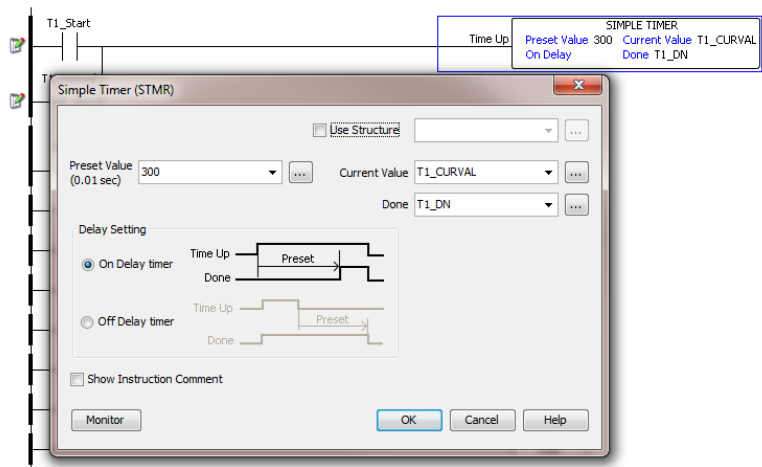 T1_Start
SIMPLE TIMER
Time Up Preset Value 300 Current Value T1_CURVAL
On Delay Done T1_DN
Simple Timer (STMR)
Use Structure
...
Preset Value
(0.01 sec)
300
...
Current Value T1_CURVAL
...
Done T1_DN
...
Delay Setting
On Delay timer
Time Up
Preset
Done
Off Delay timer
Time Up
Preset
Done
Show Instruction Comment
Monitor
OK
Cancel
Help